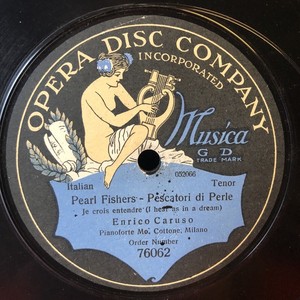 OPERA DISC COMPANY
INCORPORATED
Musica
G D
TRADE MARK
Italian 052066 Tenor
Pearl Fishers - Pescatori di Perle
Je crois entendre (I hear as in a dream)
Enrico Caruso
Pianoforte Mo. Cottone, Milano
Order Number
76062